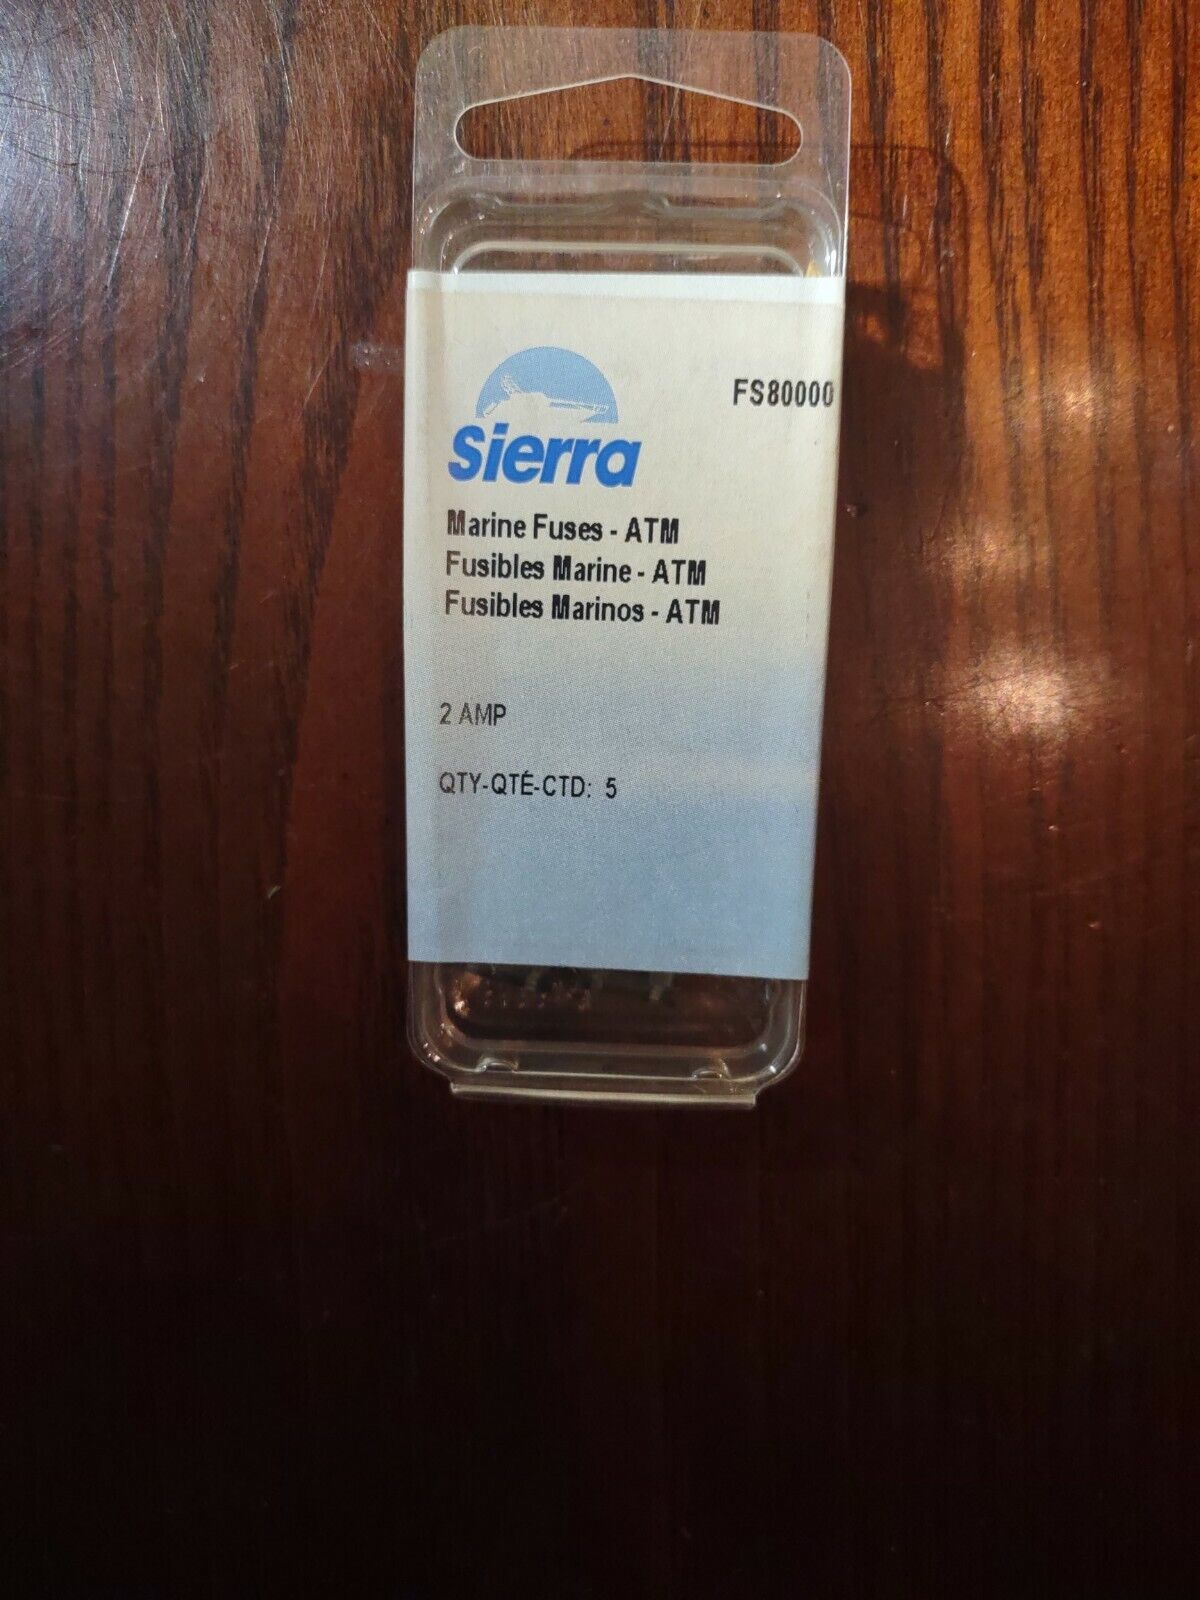 FS80000
Sierra
Marine Fuses - ATM
Fusibles Marine - ATM
Fusibles Marinos - ATM
2 AMP
QTY-QTÉ-CTD: 5